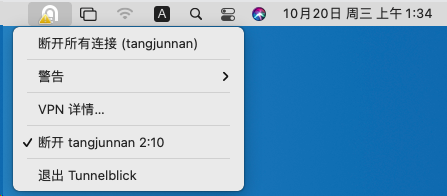 A
10月20日 周三 上午 1:34
断开所有连接 (tangjunnan)
警告
VPN 详情...
断开 tangjunnan 2:10
退出 Tunnelblick